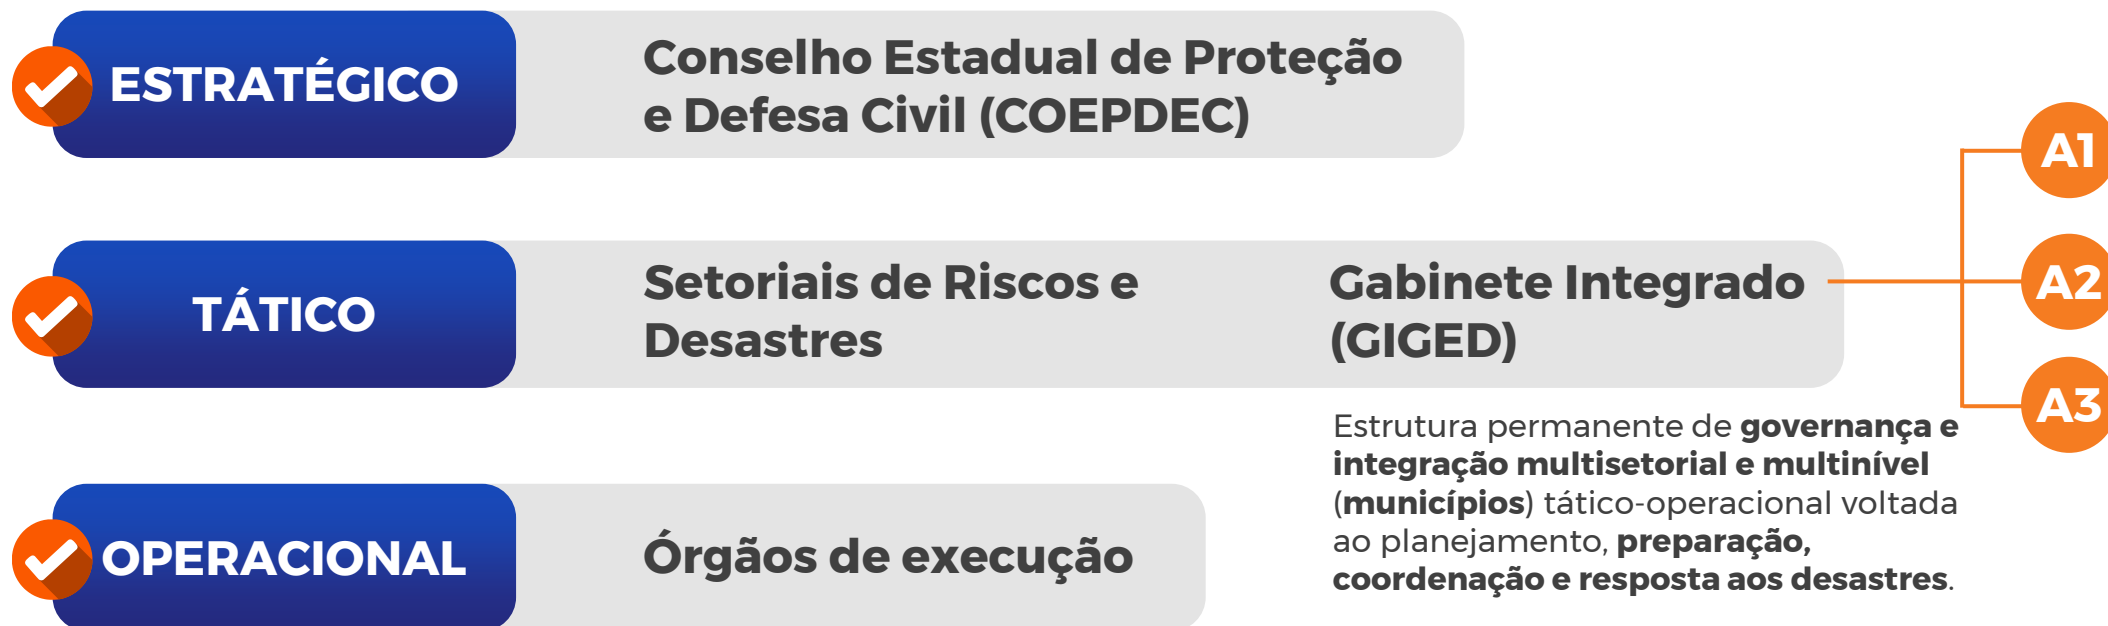 ESTRATÉGICO
Conselho Estadual de Proteção
e Defesa Civil (COEPDEC)
A1
TÁTICO
Setoriais de Riscos e
Desastres
Gabinete Integrado
(GIGED)
A2
A3
Estrutura permanente de governança e
integração multisetorial e multinível
(municípios) tático-operacional voltada
ao planejamento, preparação,
coordenação e resposta aos desastres.
OPERACIONAL
Órgãos de execução